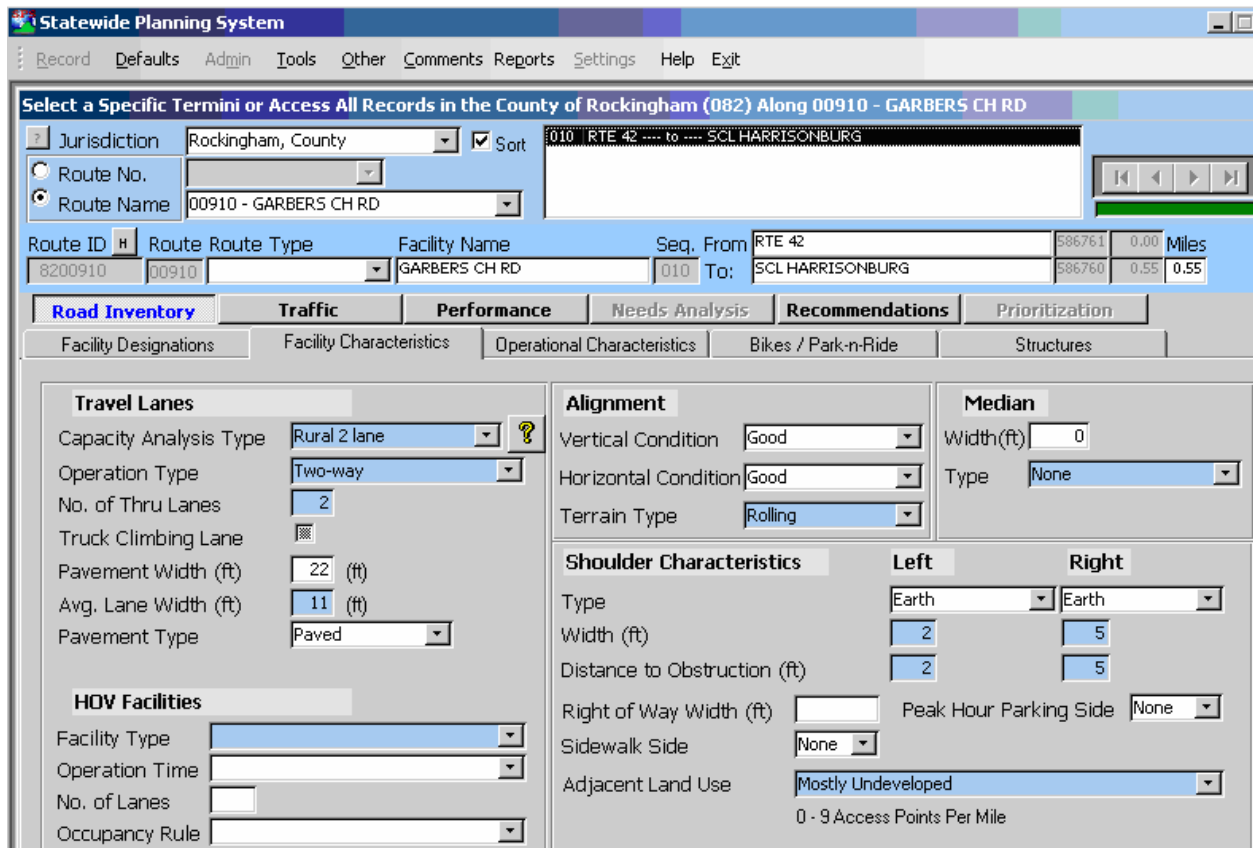 Statewide Planning System
Record Defaults Admin Tools Other Comments Reports Settings Help Exit
Select a Specific Termini or Access All Records in the County of Rockingham (082) Along 00910 - GARBERS CH RD
? Jurisdiction Rockingham, County Sort
010 RTE 42 ---- to ---- SCL HARRISONBURG
Route No.
Route Name 00910 - GARBERS CH RD
Route ID H Route Route Type Facility Name Seq. From RTE 42 586761 0.00 Miles
8200910 00910 GARBERS CH RD 010 To: SCL HARRISONBURG 586760 0.55 0.55
Road Inventory Traffic Performance Needs Analysis Recommendations Prioritization
Facility Designations Facility Characteristics Operational Characteristics Bikes / Park-n-Ride Structures
Travel Lanes
Capacity Analysis Type Rural 2 lane ?
Operation Type Two-way
No. of Thru Lanes 2
Truck Climbing Lane
Pavement Width (ft) 22 (ft)
Avg. Lane Width (ft) 11 (ft)
Pavement Type Paved
HOV Facilities
Facility Type
Operation Time
No. of Lanes
Occupancy Rule
Alignment
Vertical Condition Good
Horizontal Condition Good
Terrain Type Rolling
Median
Width(ft) 0
Type None
Shoulder Characteristics Left Right
Type Earth Earth
Width (ft) 2 5
Distance to Obstruction (ft) 2 5
Right of Way Width (ft) Peak Hour Parking Side None
Sidewalk Side None
Adjacent Land Use Mostly Undeveloped
0 - 9 Access Points Per Mile